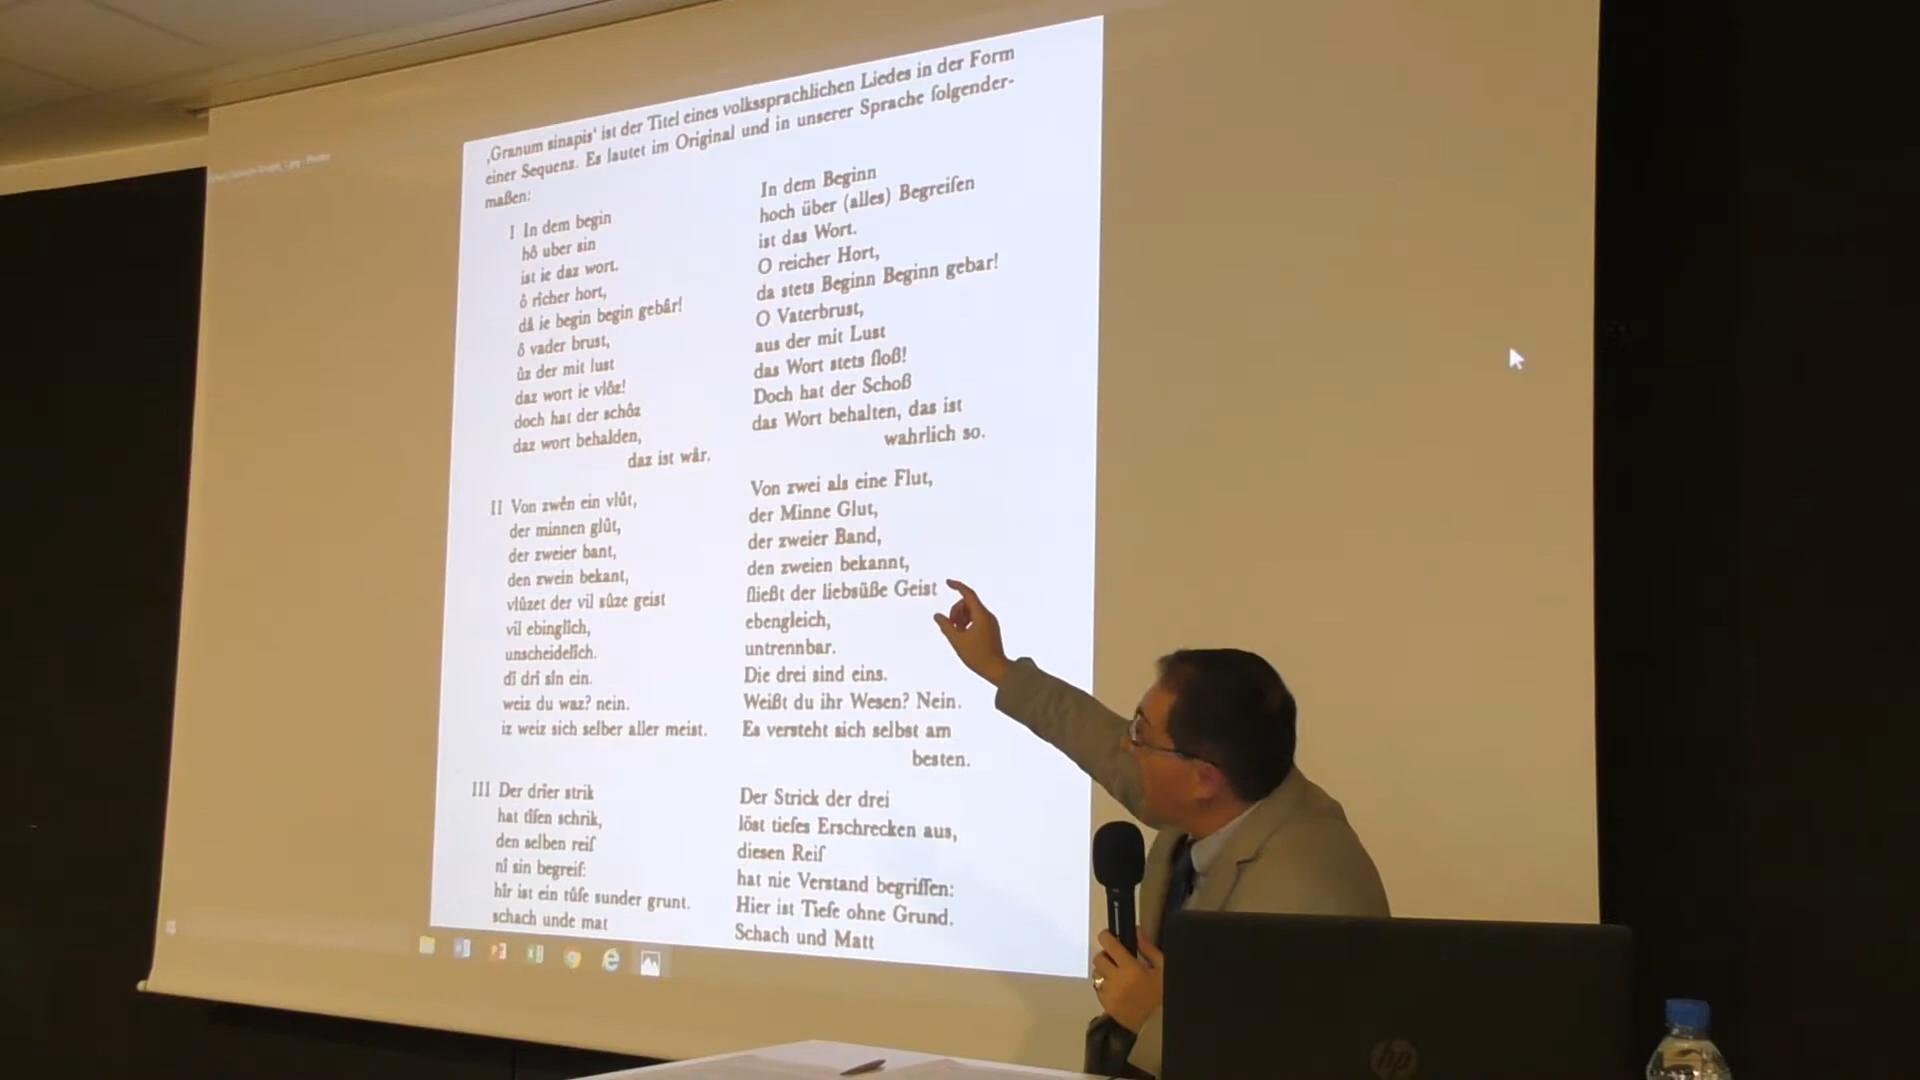 ‚Granum sinapis‘ ist der Titel eines volkssprachlichen Liedes in der Form
einer Sequenz. Es lautet im Original und in unserer Sprache folgender-
maßen:
I In dem begin
hô uber sin
ist ie daz wort.
ô rîcher hort,
dâ ie begin begin gebâr!
ô vader brust,
ûz der mit lust
daz wort ie vlôz!
doch hat der schôz
daz wort behalden,
daz ist wâr.
II Von zwên ein vlût,
der minnen glût,
der zweier bant,
den zwein bekant,
vlûzet der vil sûze geist
vil ebinglîch,
unscheidelîch.
dî drî sîn ein.
weiz du waz? nein.
iz weiz sich selber aller meist.
III Der drîer strik
hat tîfen schrik,
den selben reif
nî sin begreif:
hîr ist ein tûfe sunder grunt.
schach unde mat
In dem Beginn
hoch über (alles) Begreifen
ist das Wort.
O reicher Hort,
da stets Beginn Beginn gebar!
O Vaterbrust,
aus der mit Lust
das Wort stets floß!
Doch hat der Schoß
das Wort behalten, das ist
wahrlich so.
Von zwei als eine Flut,
der Minne Glut,
der zweier Band,
den zweien bekannt,
fließt der liebsüße Geist
ebengleich,
untrennbar.
Die drei sind eins.
Weißt du ihr Wesen? Nein.
Es versteht sich selbst am
besten.
Der Strick der drei
löst tiefes Erschrecken aus,
diesen Reif
hat nie Verstand begriffen:
Hier ist Tiefe ohne Grund.
Schach und Matt
hp